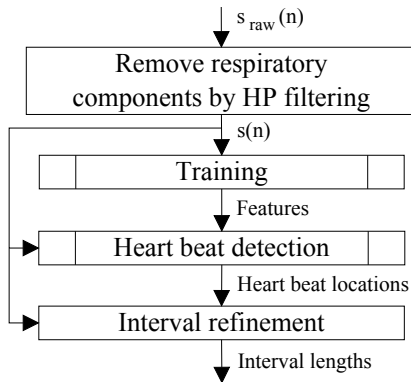 s raw (n)
Remove respiratory
components by HP filtering
s(n)
Training
Features
Heart beat detection
Heart beat locations
Interval refinement
Interval lengths